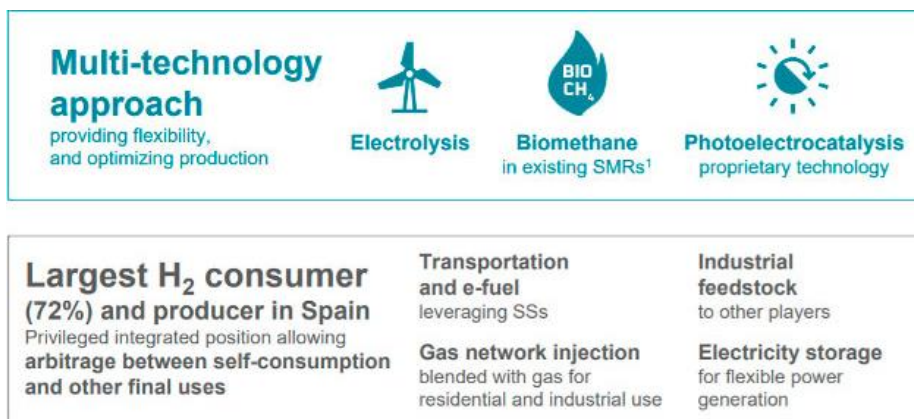 Multi-technology
approach
providing flexibility,
and optimizing production
BIO
CH₄
Electrolysis
Biomethane
in existing SMRs¹
Photoelectrocatalysis
proprietary technology
Largest H₂ consumer
(72%) and producer in Spain
Privileged integrated position allowing
arbitrage between self-consumption
and other final uses
Transportation
and e-fuel
leveraging SSs
Gas network injection
blended with gas for
residential and industrial use
Industrial
feedstock
to other players
Electricity storage
for flexible power
generation